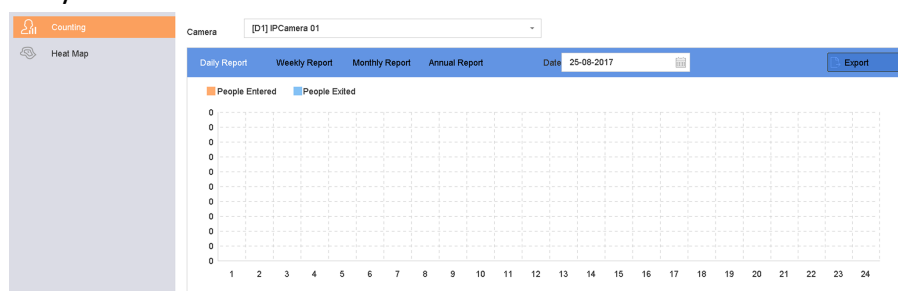 Counting
Heat Map
Camera [D1] IPCamera 01
Daily Report Weekly Report Monthly Report Annual Report Date 25-08-2017 Export
People Entered People Exited
0
0
0
0
0
0
0
0
0
0
0
1 2 3 4 5 6 7 8 9 10 11 12 13 14 15 16 17 18 19 20 21 22 23 24